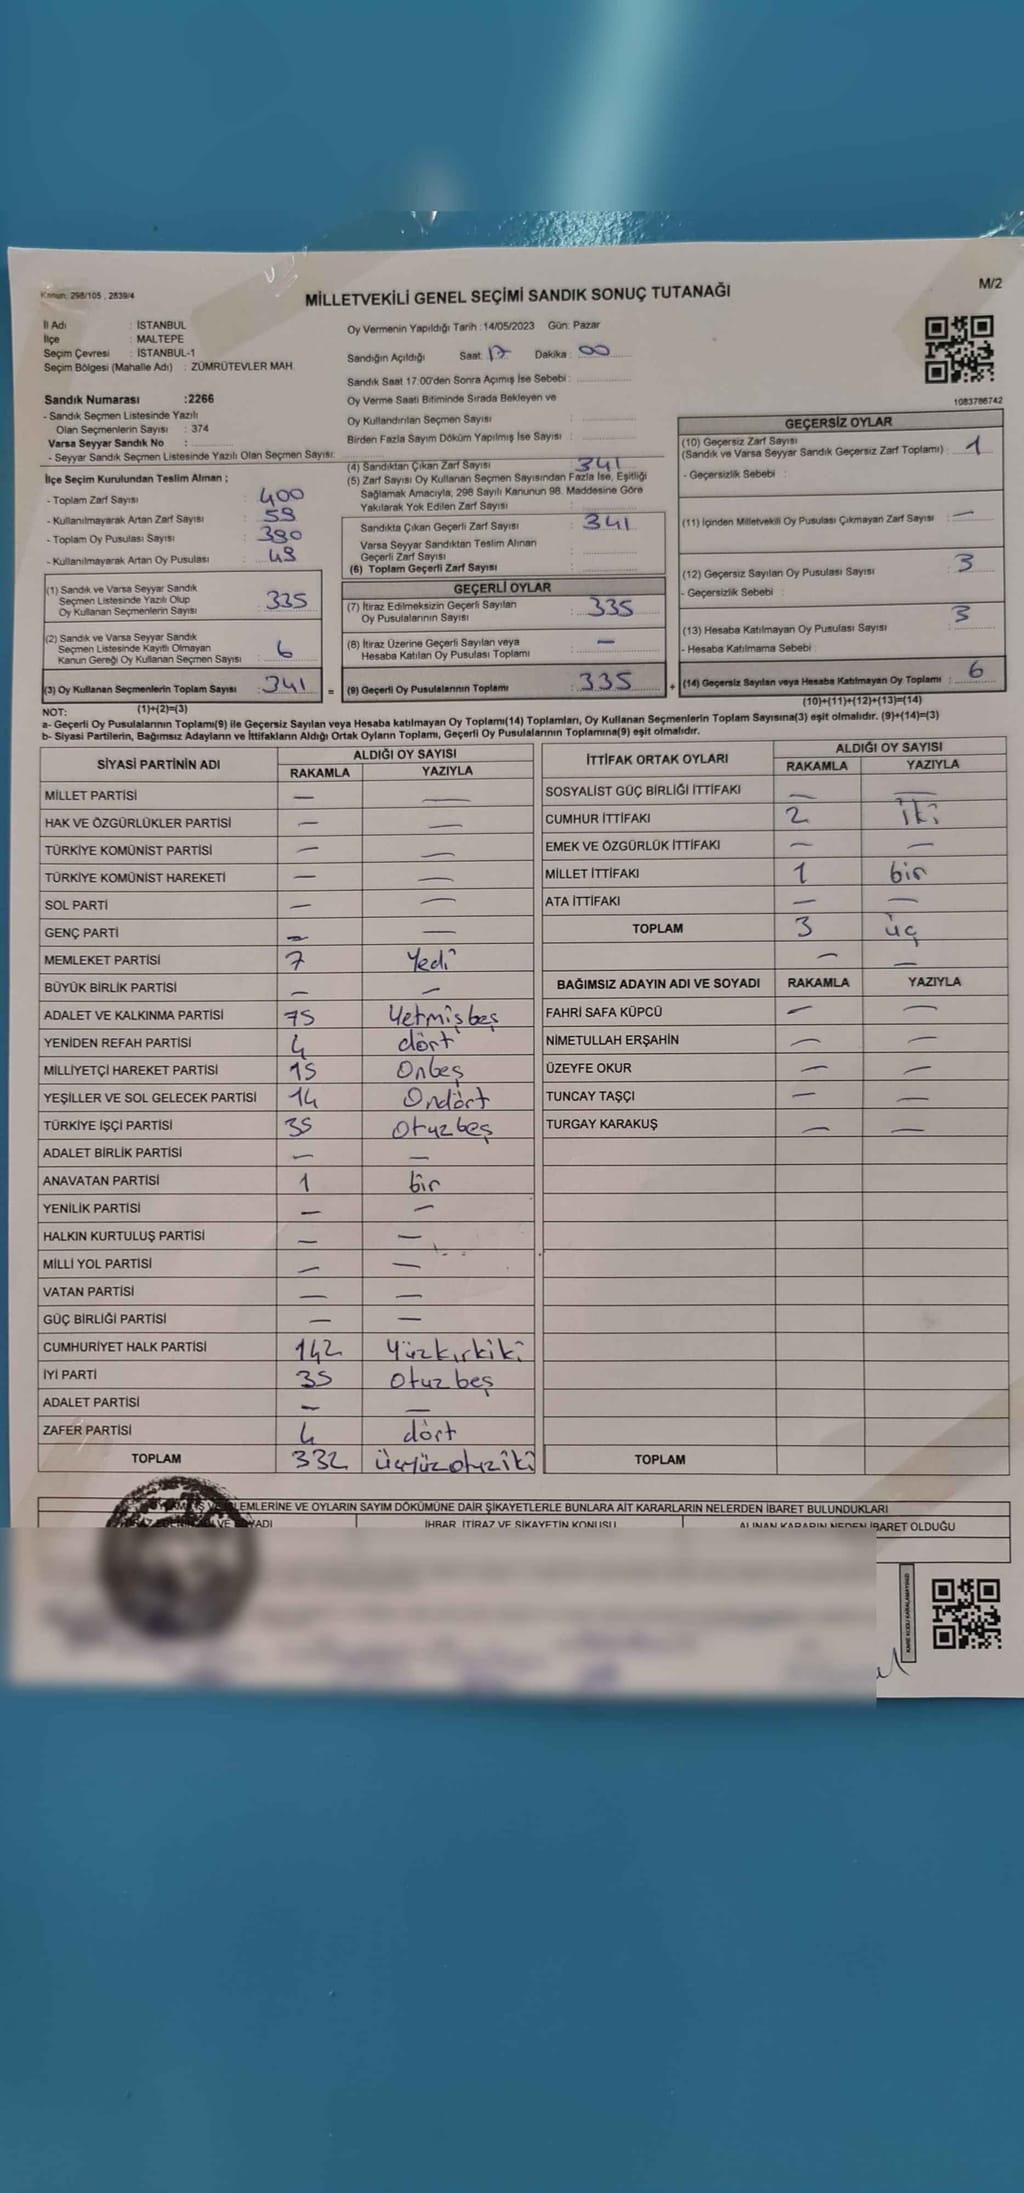 Kanun: 298/105 , 2839/4
M/2
MİLLETVEKİLİ GENEL SEÇİMİ SANDIK SONUÇ TUTANAĞI
İl Adı : İSTANBUL
İlçe : MALTEPE
Seçim Çevresi : İSTANBUL-1
Seçim Bölgesi (Mahalle Adı) : ZÜMRÜTEVLER MAH.
Sandık Numarası :2266
- Sandık Seçmen Listesinde Yazılı
Olan Seçmenlerin Sayısı : 374
Varsa Seyyar Sandık No :
- Seyyar Sandık Seçmen Listesinde Yazılı Olan Seçmen Sayısı:
İlçe Seçim Kurulundan Teslim Alınan ;
- Toplam Zarf Sayısı : 400
- Kullanılmayarak Artan Zarf Sayısı : 59
- Toplam Oy Pusulası Sayısı : 390
- Kullanılmayarak Artan Oy Pusulası : 49
(1) Sandık ve Varsa Seyyar Sandık
Seçmen Listesinde Yazılı Olup
Oy Kullanan Seçmenlerin Sayısı : 335
(2) Sandık ve Varsa Seyyar Sandık
Seçmen Listesinde Kayıtlı Olmayan
Kanun Gereği Oy Kullanan Seçmen Sayısı : 6
(3) Oy Kullanan Seçmenlerin Toplam Sayısı : 341 =
Oy Vermenin Yapıldığı Tarih :14/05/2023 Gün: Pazar
Sandığın Açıldığı Saat: 17 Dakika : 00
Sandık Saat 17:00'den Sonra Açımış İse Sebebi :
Oy Verme Saati Bitiminde Sırada Bekleyen ve
Oy Kullandırılan Seçmen Sayısı :
Birden Fazla Sayım Döküm Yapılmış İse Sayısı :
(4) Sandıktan Çıkan Zarf Sayısı : 341
(5) Zarf Sayısı Oy Kullanan Seçmen Sayısından Fazla İse, Eşitliği
Sağlamak Amacıyla, 298 Sayılı Kanunun 98. Maddesine Göre
Yakılarak Yok Edilen Zarf Sayısı :
Sandıkta Çıkan Geçerli Zarf Sayısı : 341
Varsa Seyyar Sandıktan Teslim Alınan
Geçerli Zarf Sayısı :
(6) Toplam Geçerli Zarf Sayısı :
GEÇERLİ OYLAR
(7) İtiraz Edilmeksizin Geçerli Sayılan
Oy Pusulalarının Sayısı : 335
(8) İtiraz Üzerine Geçerli Sayılan veya
Hesaba Katılan Oy Pusulası Toplamı : —
(9) Geçerli Oy Pusulalarının Toplamı : 335 +
1083786742
GEÇERSİZ OYLAR
(10) Geçersiz Zarf Sayısı
(Sandık ve Varsa Seyyar Sandık Geçersiz Zarf Toplamı) : 1
- Geçersizlik Sebebi :
(11) İçinden Milletvekili Oy Pusulası Çıkmayan Zarf Sayısı : —
(12) Geçersiz Sayılan Oy Pusulası Sayısı : 3
- Geçersizlik Sebebi :
(13) Hesaba Katılmayan Oy Pusulası Sayısı : 3
- Hesaba Katılmama Sebebi :
(14) Geçersiz Sayılan veya Hesaba Katılmayan Oy Toplamı : 6
NOT: (1)+(2)=(3) (10)+(11)+(12)+(13)=(14)
a- Geçerli Oy Pusulalarının Toplamı(9) ile Geçersiz Sayılan veya Hesaba katılmayan Oy Toplamı(14) Toplamları, Oy Kullanan Seçmenlerin Toplam Sayısına(3) eşit olmalıdır. (9)+(14)=(3)
b- Siyasi Partilerin, Bağımsız Adayların ve İttifakların Aldığı Ortak Oyların Toplamı, Geçerli Oy Pusulalarının Toplamına(9) eşit olmalıdır.
SİYASİ PARTİNİN ADI ALDIĞI OY SAYISI
RAKAMLA YAZIYLA
MİLLET PARTİSİ — —
HAK VE ÖZGÜRLÜKLER PARTİSİ — —
TÜRKİYE KOMÜNİST PARTİSİ — —
TÜRKİYE KOMÜNİST HAREKETİ — —
SOL PARTİ — —
GENÇ PARTİ — —
MEMLEKET PARTİSİ 7 Yedi
BÜYÜK BİRLİK PARTİSİ — —
ADALET VE KALKINMA PARTİSİ 75 Yetmişbeş
YENİDEN REFAH PARTİSİ 4 dört
MİLLİYETÇİ HAREKET PARTİSİ 15 Onbeş
YEŞİLLER VE SOL GELECEK PARTİSİ 14 Ondört
TÜRKİYE İŞÇİ PARTİSİ 35 Otuzbeş
ADALET BİRLİK PARTİSİ — —
ANAVATAN PARTİSİ 1 bir
YENİLİK PARTİSİ — —
HALKIN KURTULUŞ PARTİSİ — —
MİLLİ YOL PARTİSİ — —
VATAN PARTİSİ — —
GÜÇ BİRLİĞİ PARTİSİ — —
CUMHURİYET HALK PARTİSİ 142 Yüzkırkiki
İYİ PARTİ 35 Otuzbeş
ADALET PARTİSİ — —
ZAFER PARTİSİ 4 dört
TOPLAM 332 Üçyüzotuziki
İTTİFAK ORTAK OYLARI ALDIĞI OY SAYISI
RAKAMLA YAZIYLA
SOSYALİST GÜÇ BİRLİĞİ İTTİFAKI — —
CUMHUR İTTİFAKI 2 iki
EMEK VE ÖZGÜRLÜK İTTİFAKI — —
MİLLET İTTİFAKI 1 bir
ATA İTTİFAKI — —
TOPLAM 3 üç
— —
BAĞIMSIZ ADAYIN ADI VE SOYADI RAKAMLA YAZIYLA
FAHRİ SAFA KÜPCÜ — —
NİMETULLAH ERŞAHİN — —
ÜZEYFE OKUR — —
TUNCAY TAŞÇI — —
TURGAY KARAKUŞ — —
TOPLAM
İŞLEMLERİNE VE OYLARIN SAYIM DÖKÜMÜNE DAİR ŞİKAYETLERLE BUNLARA AİT KARARLARIN NELERDEN İBARET BULUNDUKLARI
VE SOYADI İHBAR, İTİRAZ VE ŞİKAYETİN KONUSU ALINAN KARARIN NEDEN İBARET OLDUĞU